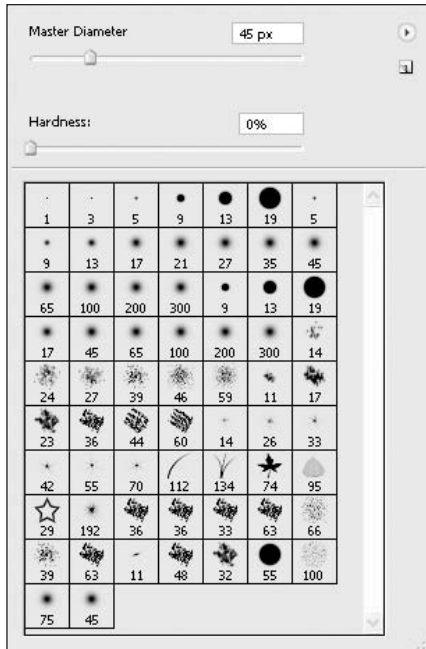 Master Diameter 45 px
Hardness: 0%
1 3 5 9 13 19 5
9 13 17 21 27 35 45
65 100 200 300 9 13 19
17 45 65 100 200 300 14
24 27 39 46 59 11 17
23 36 44 60 14 26 33
42 55 70 112 134 74 95
29 192 36 36 33 63 66
39 63 11 48 32 55 100
75 45